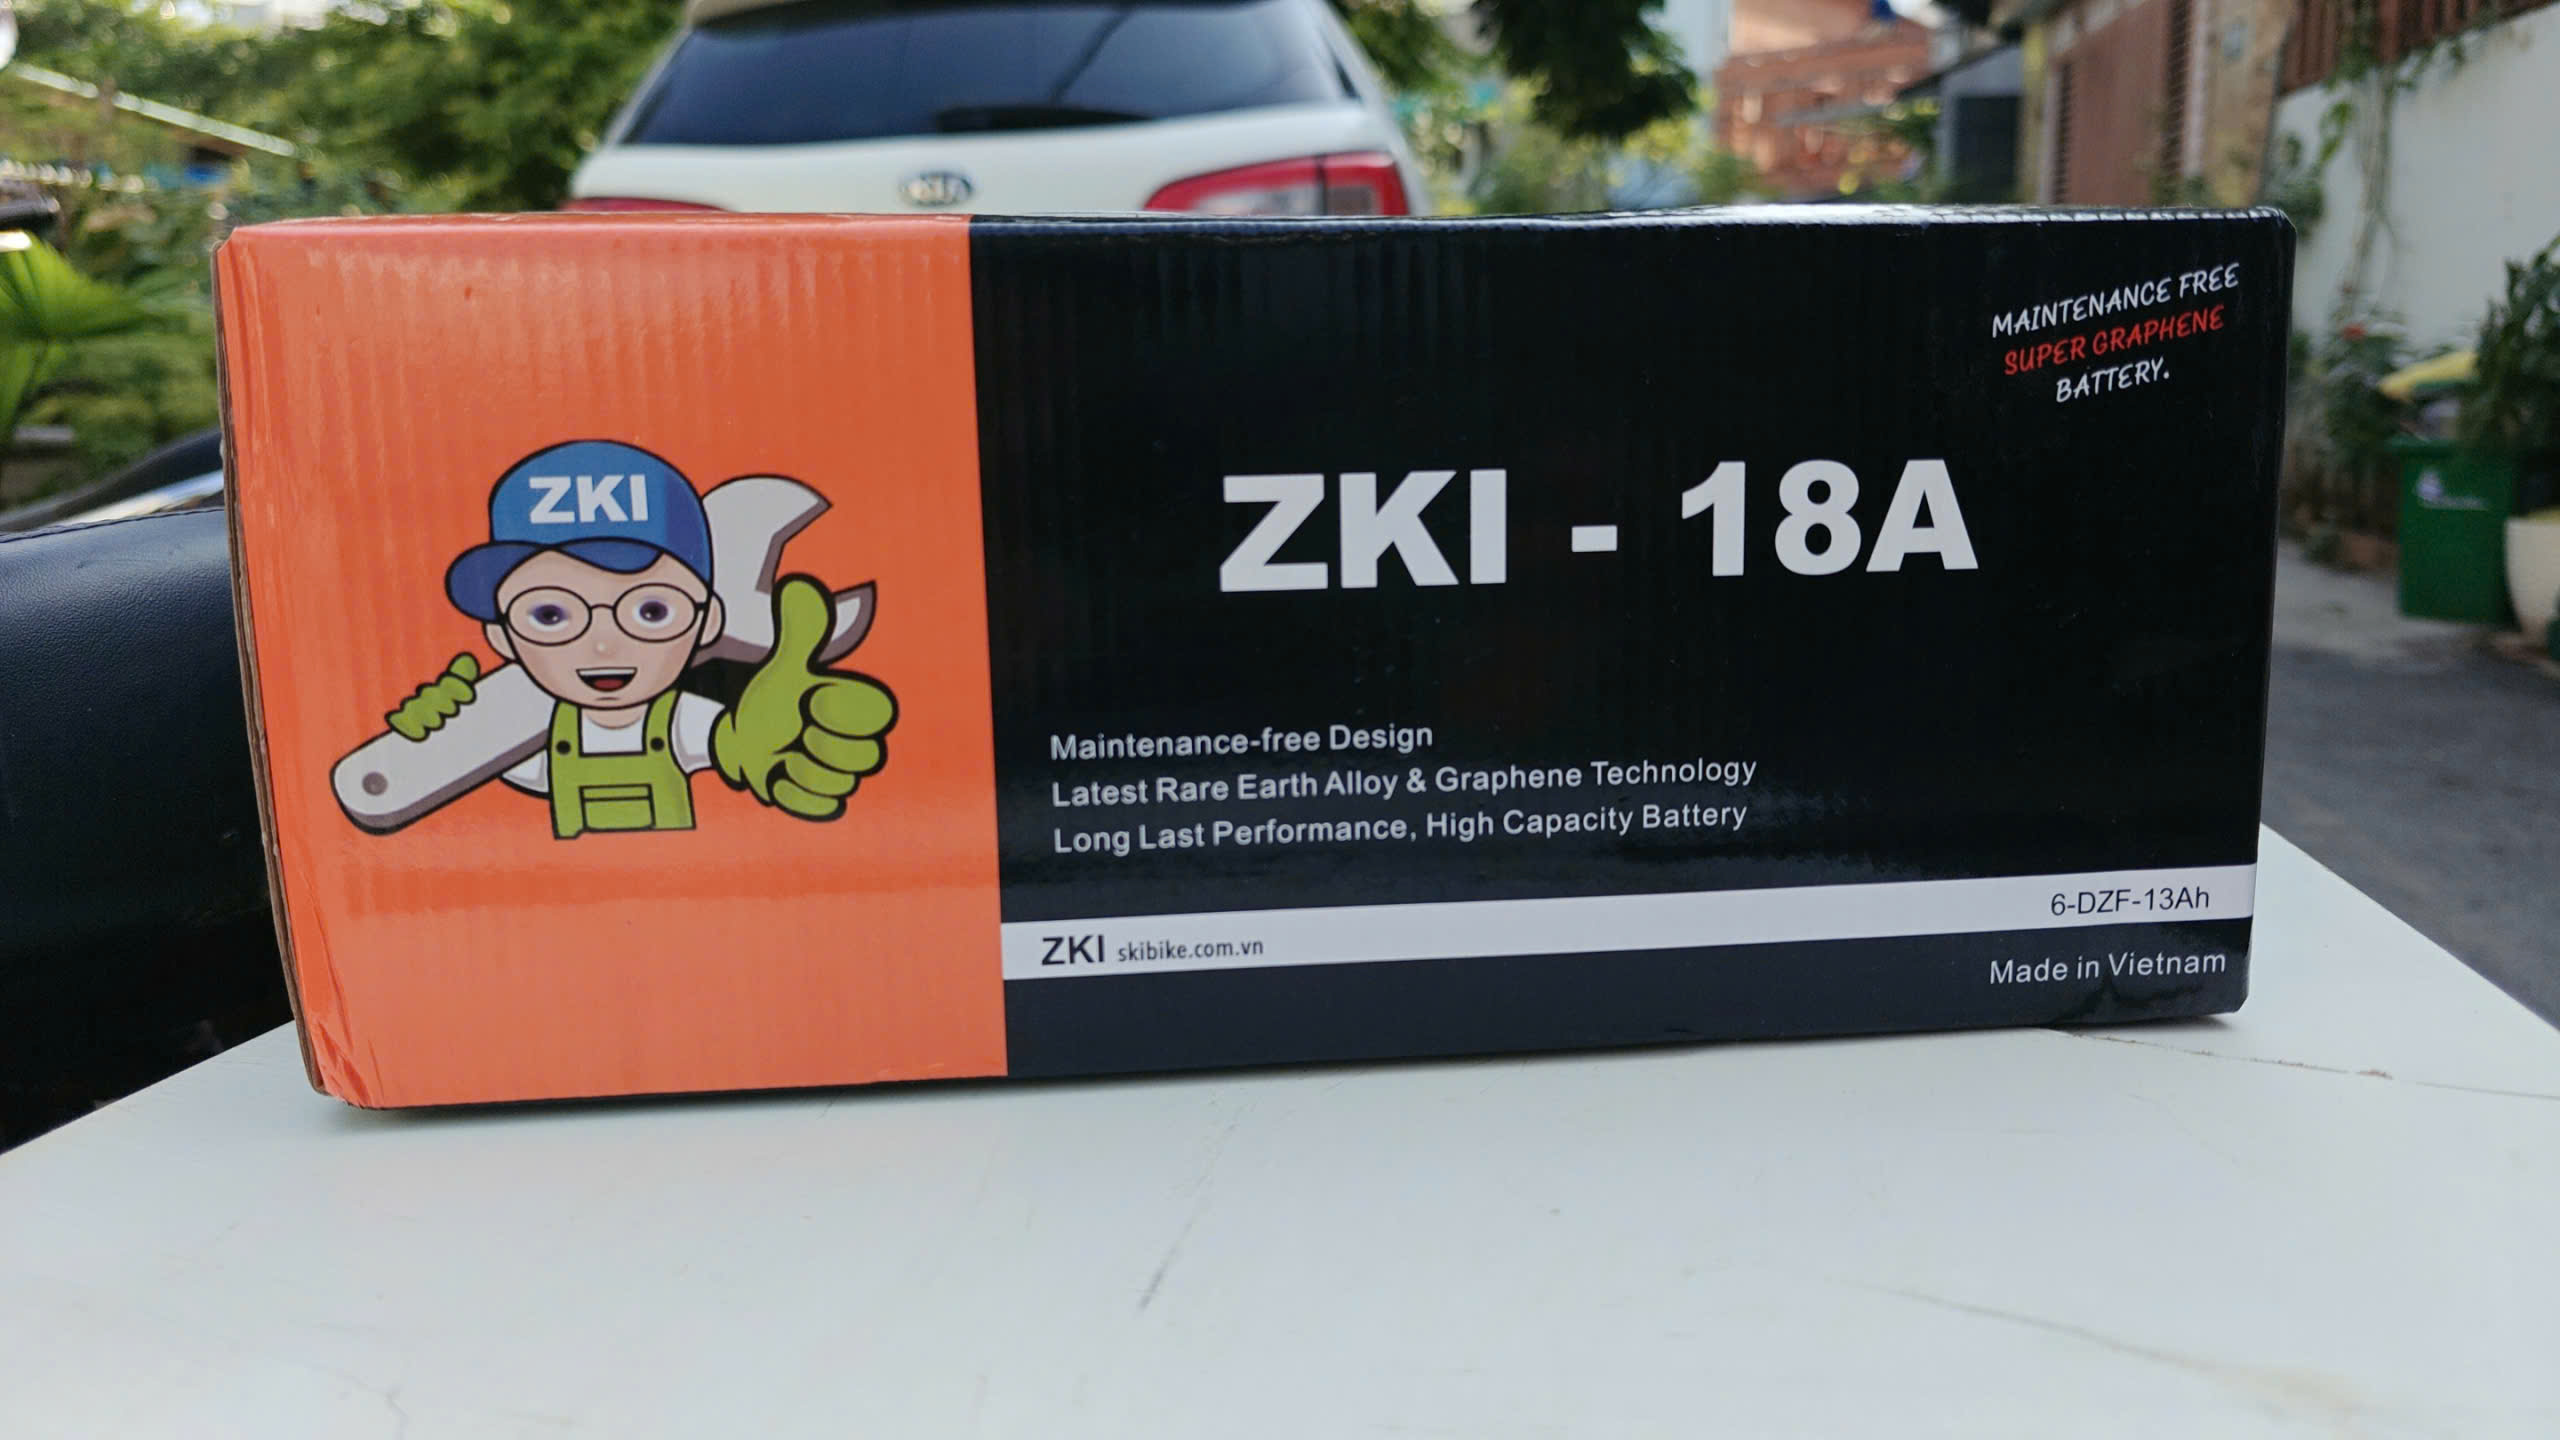 KIA
MAINTENANCE FREE
SUPER GRAPHENE
BATTERY.
ZKI
ZKI - 18A
Maintenance-free Design
Latest Rare Earth Alloy & Graphene Technology
Long Last Performance, High Capacity Battery
6-DZF-13Ah
ZKI skibike.com.vn
Made in Vietnam